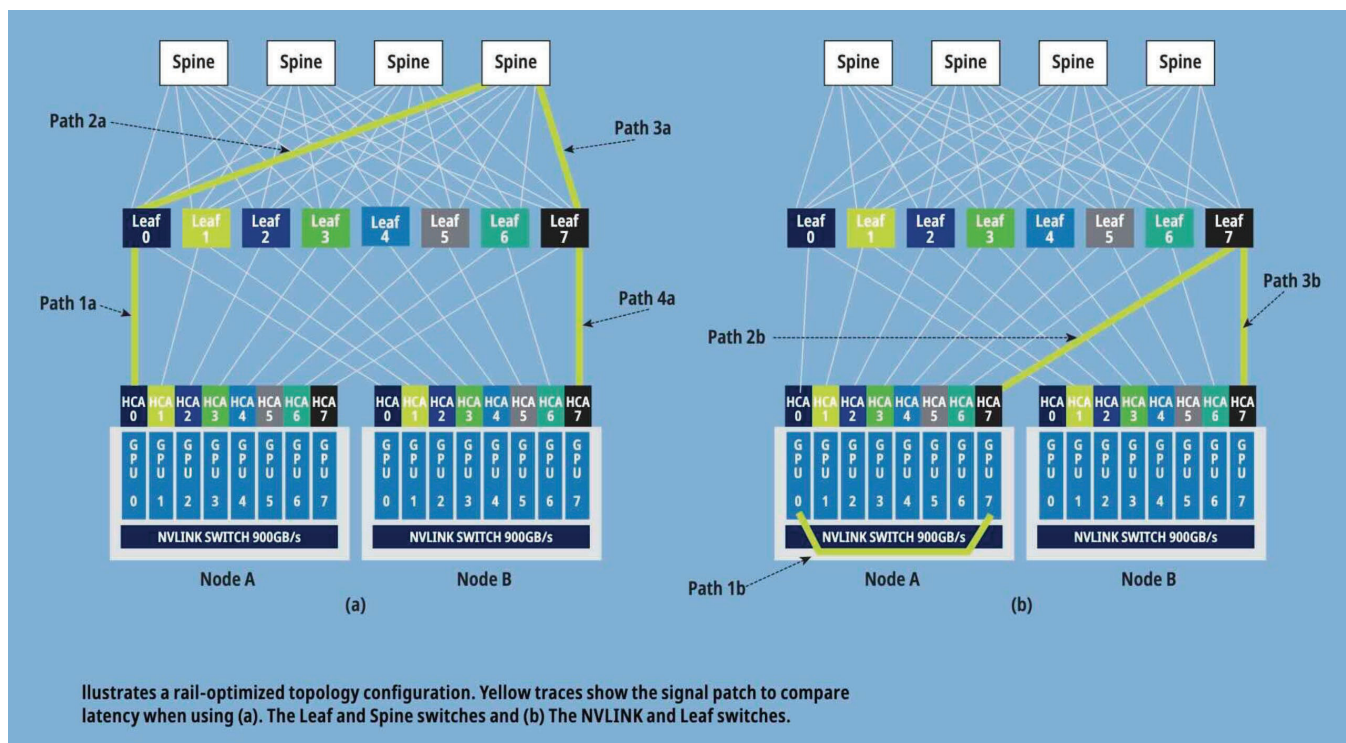 Spine Spine Spine Spine
Path 2a
Path 3a
Leaf 0 Leaf 1 Leaf 2 Leaf 3 Leaf 4 Leaf 5 Leaf 6 Leaf 7
Path 1a
Path 4a
HCA 0 HCA 1 HCA 2 HCA 3 HCA 4 HCA 5 HCA 6 HCA 7
GPU 0 GPU 1 GPU 2 GPU 3 GPU 4 GPU 5 GPU 6 GPU 7
NVLINK SWITCH 900GB/s
Node A
HCA 0 HCA 1 HCA 2 HCA 3 HCA 4 HCA 5 HCA 6 HCA 7
GPU 0 GPU 1 GPU 2 GPU 3 GPU 4 GPU 5 GPU 6 GPU 7
NVLINK SWITCH 900GB/s
Node B
(a)
Spine Spine Spine Spine
Leaf 0 Leaf 1 Leaf 2 Leaf 3 Leaf 4 Leaf 5 Leaf 6 Leaf 7
Path 3b
Path 2b
HCA 0 HCA 1 HCA 2 HCA 3 HCA 4 HCA 5 HCA 6 HCA 7
GPU 0 GPU 1 GPU 2 GPU 3 GPU 4 GPU 5 GPU 6 GPU 7
NVLINK SWITCH 900GB/s
Path 1b
Node A
HCA 0 HCA 1 HCA 2 HCA 3 HCA 4 HCA 5 HCA 6 HCA 7
GPU 0 GPU 1 GPU 2 GPU 3 GPU 4 GPU 5 GPU 6 GPU 7
NVLINK SWITCH 900GB/s
Node B
(b)
llustrates a rail-optimized topology configuration. Yellow traces show the signal patch to compare
latency when using (a). The Leaf and Spine switches and (b) The NVLINK and Leaf switches.